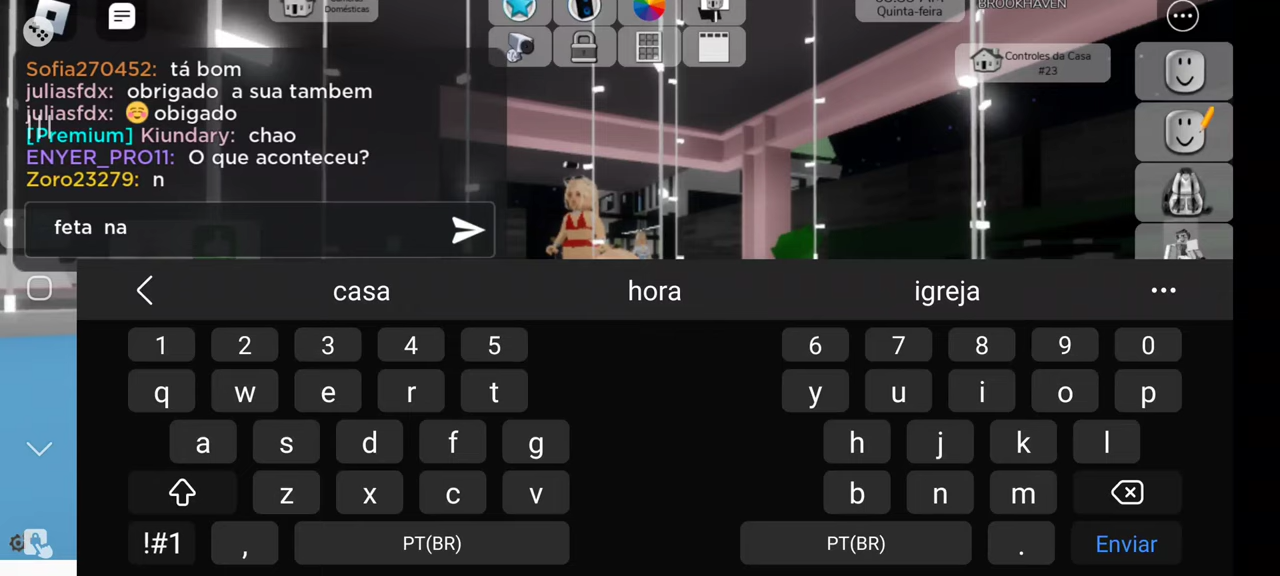 Domésticas
Quinta-feira
BROOKHAVEN
Controles da Casa
#23
Sofia270452: tá bom
juliasfdx: obrigado a sua tambem
juliasfdx: ☺️ obigado
[Premium] Kiundary: chao
ENYER_PRO11: O que aconteceu?
Zoro23279: n
feta na
casa hora igreja
1 2 3 4 5 6 7 8 9 0
q w e r t y u i o p
a s d f g h j k l
z x c v b n m
!#1 , PT(BR) PT(BR) . Enviar